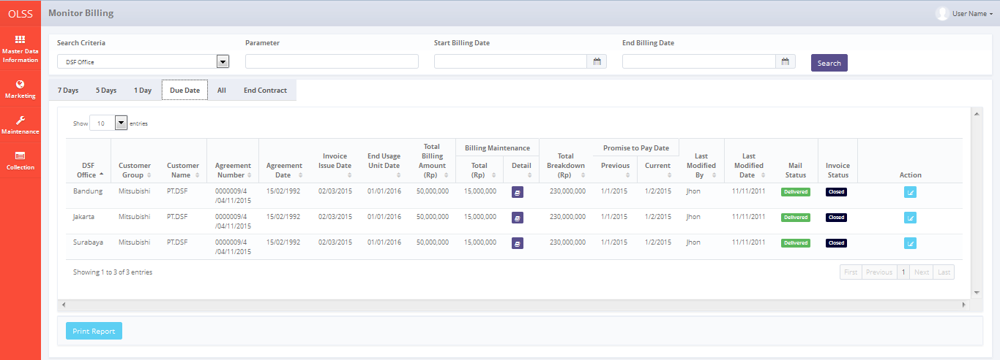 OLSS
Monitor Billing
User Name
Master Data
Information
Marketing
Maintenance
Collection
Search Criteria Parameter Start Billing Date End Billing Date
DSF Office
Search
7 Days 5 Days 1 Day Due Date All End Contract
Show 10 entries
DSF
Office
Customer
Group
Customer
Name
Agreement
Number
Agreement
Date
Invoice
Issue Date
End Usage
Unit Date
Total
Billing
Amount
(Rp)
Billing Maintenance
Total
(Rp)
Detail
Total
Breakdown
(Rp)
Promise to Pay Date
Previous
Current
Last
Modified
By
Last
Modified
Date
Mail
Status
Invoice
Status
Action
Bandung Mitsubishi PT.DSF 0000009/4 15/02/1992 02/03/2015 01/01/2016 50,000,000 15,000,000 230,000,000 1/1/2015 1/2/2015 Jhon 11/11/2011 Delivered Closed
/04/11/2015
Jakarta Mitsubishi PT.DSF 0000009/4 15/02/1992 02/03/2015 01/01/2016 50,000,000 15,000,000 230,000,000 1/1/2015 1/2/2015 Jhon 11/11/2011 Delivered Closed
/04/11/2015
Surabaya Mitsubishi PT.DSF 0000009/4 15/02/1992 02/03/2015 01/01/2016 50,000,000 15,000,000 230,000,000 1/1/2015 1/2/2015 Jhon 11/11/2011 Delivered Closed
/04/11/2015
Showing 1 to 3 of 3 entries
First Previous 1 Next Last
Print Report